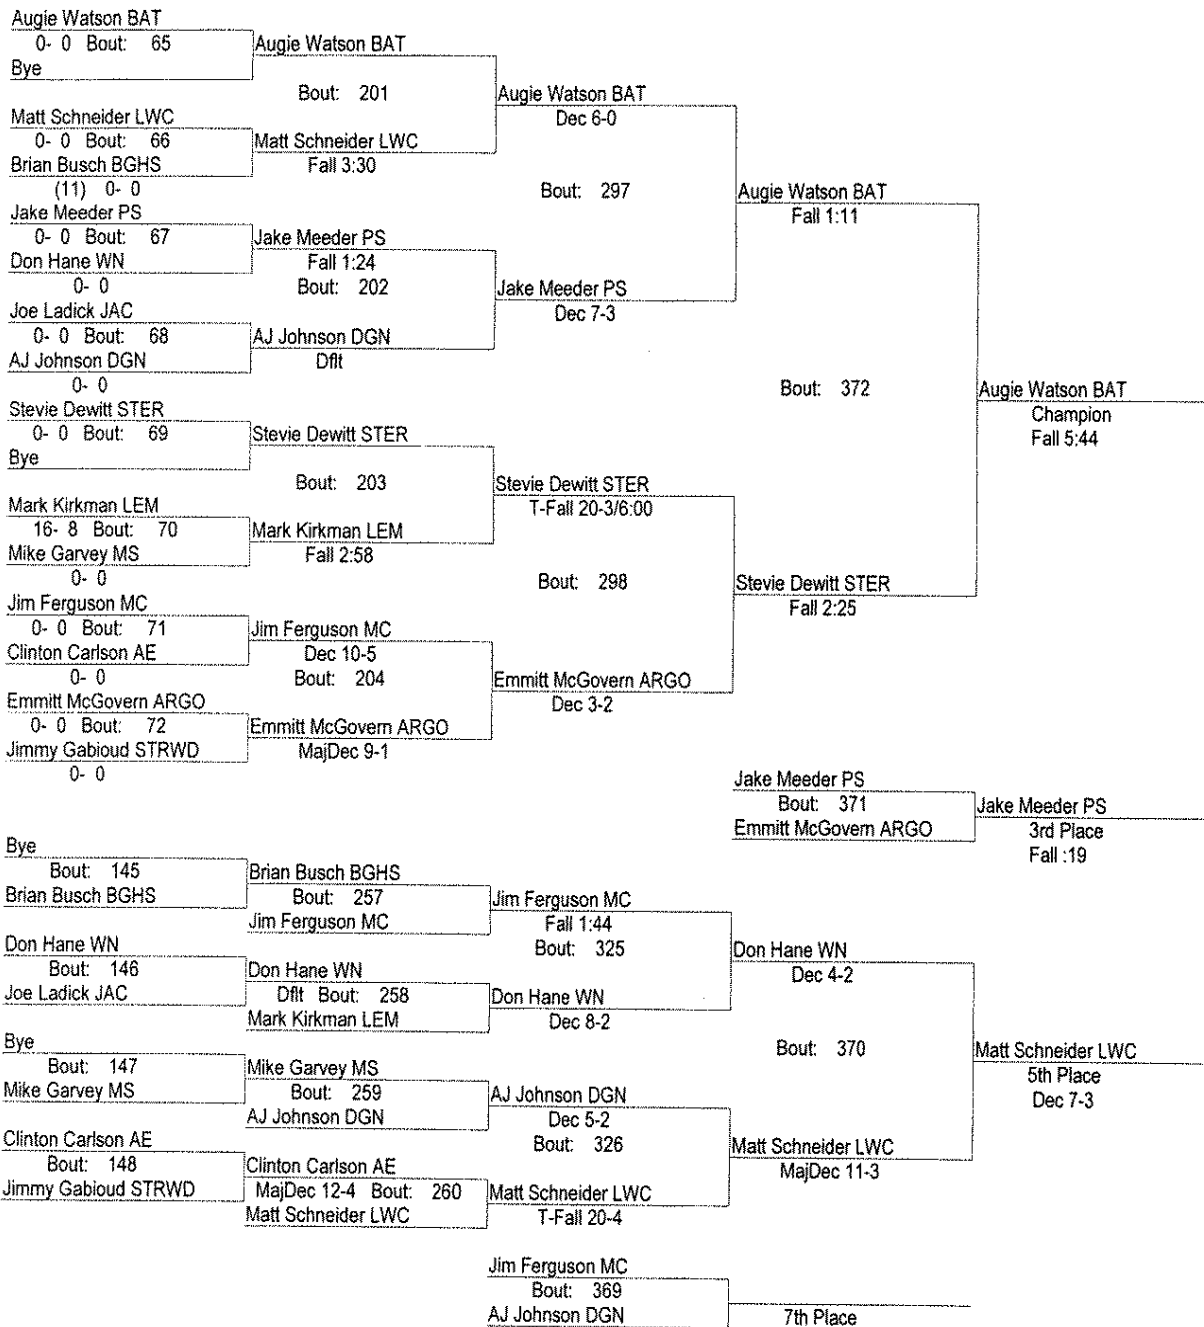 Augie Watson BAT
0- 0 Bout: 65
Bye
Augie Watson BAT
Bout: 201
Matt Schneider LWC
0- 0 Bout: 66
Brian Busch BGHS
(11) 0- 0
Matt Schneider LWC
Fall 3:30
Augie Watson BAT
Dec 6-0
Bout: 297
Jake Meeder PS
0- 0 Bout: 67
Don Hane WN
0- 0
Jake Meeder PS
Fall 1:24
Bout: 202
Joe Ladick JAC
0- 0 Bout: 68
AJ Johnson DGN
0- 0
AJ Johnson DGN
Dflt
Jake Meeder PS
Dec 7-3
Augie Watson BAT
Fall 1:11
Bout: 372
Augie Watson BAT
Champion
Fall 5:44
Stevie Dewitt STER
0- 0 Bout: 69
Bye
Stevie Dewitt STER
Bout: 203
Mark Kirkman LEM
16- 8 Bout: 70
Mike Garvey MS
0- 0
Mark Kirkman LEM
Fall 2:58
Stevie Dewitt STER
T-Fall 20-3/6:00
Bout: 298
Stevie Dewitt STER
Fall 2:25
Jim Ferguson MC
0- 0 Bout: 71
Clinton Carlson AE
0- 0
Jim Ferguson MC
Dec 10-5
Bout: 204
Emmitt McGovern ARGO
0- 0 Bout: 72
Jimmy Gabioud STRWD
0- 0
Emmitt McGovern ARGO
MajDec 9-1
Emmitt McGovern ARGO
Dec 3-2
Jake Meeder PS
Bout: 371
Emmitt McGovern ARGO
Jake Meeder PS
3rd Place
Fall :19
Bye
Bout: 145
Brian Busch BGHS
Brian Busch BGHS
Bout: 257
Jim Ferguson MC
Jim Ferguson MC
Fall 1:44
Bout: 325
Don Hane WN
Bout: 146
Joe Ladick JAC
Don Hane WN
Dflt Bout: 258
Mark Kirkman LEM
Don Hane WN
Dec 8-2
Don Hane WN
Dec 4-2
Bout: 370
Matt Schneider LWC
5th Place
Dec 7-3
Bye
Bout: 147
Mike Garvey MS
Mike Garvey MS
Bout: 259
AJ Johnson DGN
AJ Johnson DGN
Dec 5-2
Bout: 326
Clinton Carlson AE
Bout: 148
Jimmy Gabioud STRWD
Clinton Carlson AE
MajDec 12-4 Bout: 260
Matt Schneider LWC
Matt Schneider LWC
T-Fall 20-4
Matt Schneider LWC
MajDec 11-3
Jim Ferguson MC
Bout: 369
AJ Johnson DGN
7th Place